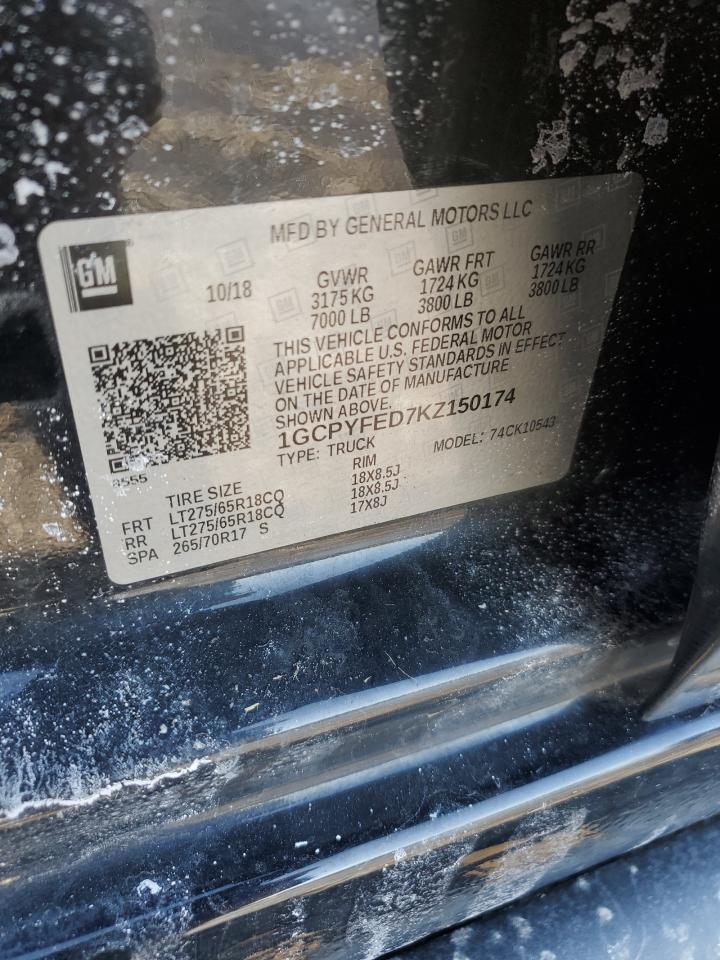 MFD BY GENERAL MOTORS LLC
GM
10/18
GVWR
3175 KG
7000 LB
GAWR FRT
1724 KG
3800 LB
GAWR RR
1724 KG
3800 LB
THIS VEHICLE CONFORMS TO ALL
APPLICABLE U.S. FEDERAL MOTOR
VEHICLE SAFETY STANDARDS IN EFFECT
ON THE DATE OF MANUFACTURE
SHOWN ABOVE.
1GCPYFED7KZ150174
TYPE: TRUCK MODEL: 74CK10543
8555
TIRE SIZE RIM
FRT LT275/65R18CQ 18X8.5J
RR LT275/65R18CQ 18X8.5J
SPA 265/70R17 S 17X8J